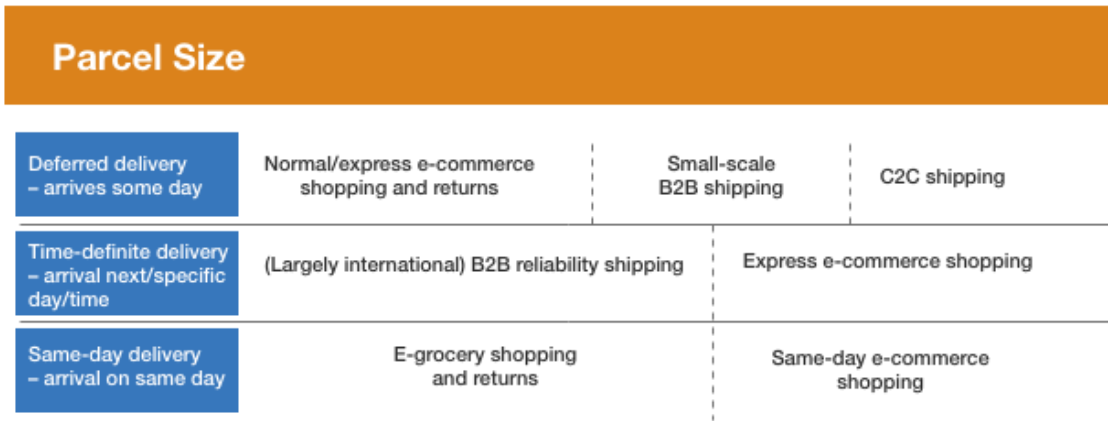 Parcel Size
Deferred delivery
– arrives some day
Normal/express e-commerce
shopping and returns
Small-scale
B2B shipping
C2C shipping
Time-definite delivery
– arrival next/specific
day/time
(Largely international) B2B reliability shipping
Express e-commerce shopping
Same-day delivery
– arrival on same day
E-grocery shopping
and returns
Same-day e-commerce
shopping